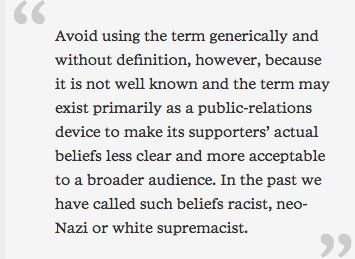 “
Avoid using the term generically and
without definition, however, because
it is not well known and the term may
exist primarily as a public-relations
device to make its supporters’ actual
beliefs less clear and more acceptable
to a broader audience. In the past we
have called such beliefs racist, neo-
Nazi or white supremacist.
”